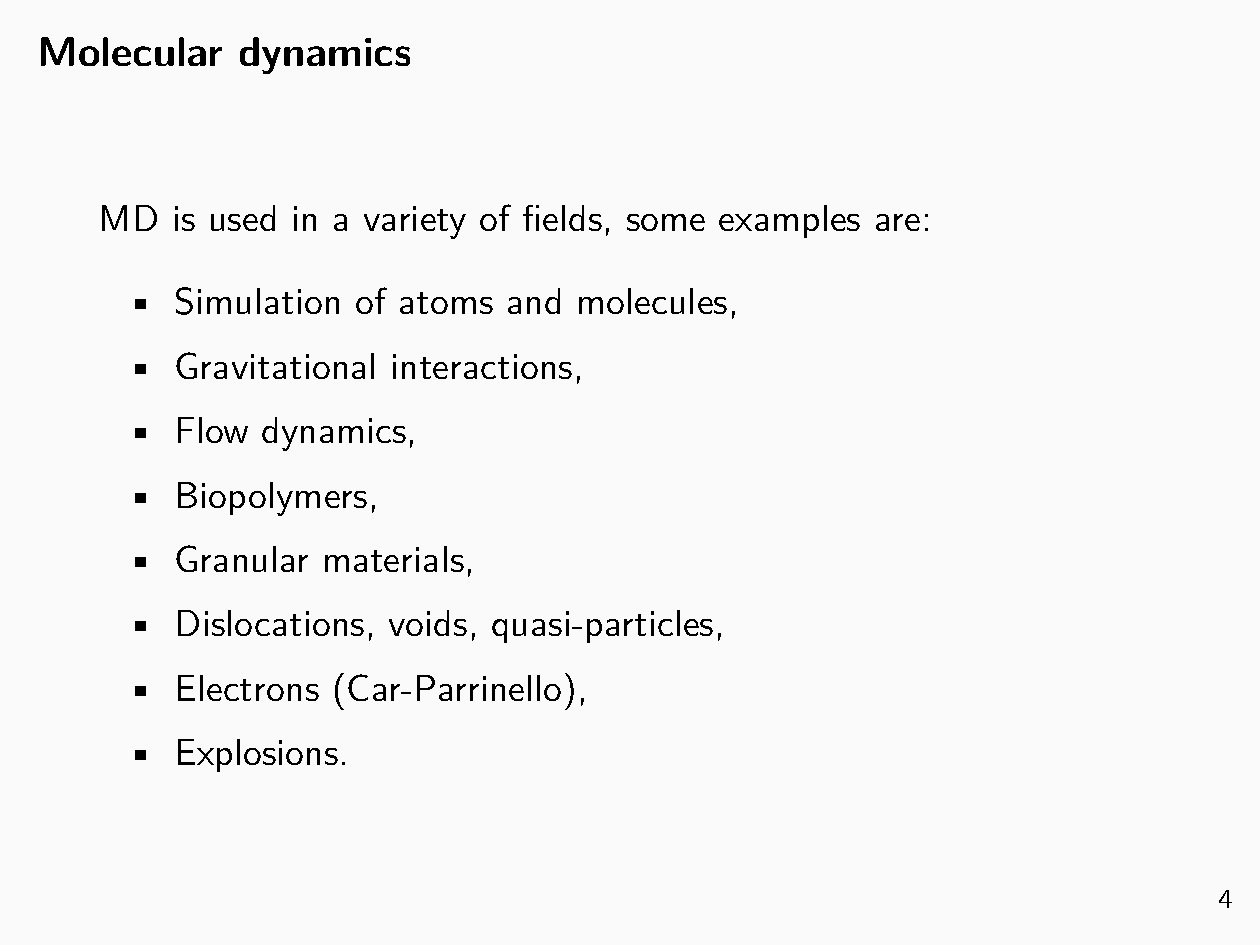 Molecular dynamics
MD is used in a variety of fields, some examples are:
▪ Simulation of atoms and molecules,
▪ Gravitational interactions,
▪ Flow dynamics,
▪ Biopolymers,
▪ Granular materials,
▪ Dislocations, voids, quasi-particles,
▪ Electrons (Car-Parrinello),
▪ Explosions.
4